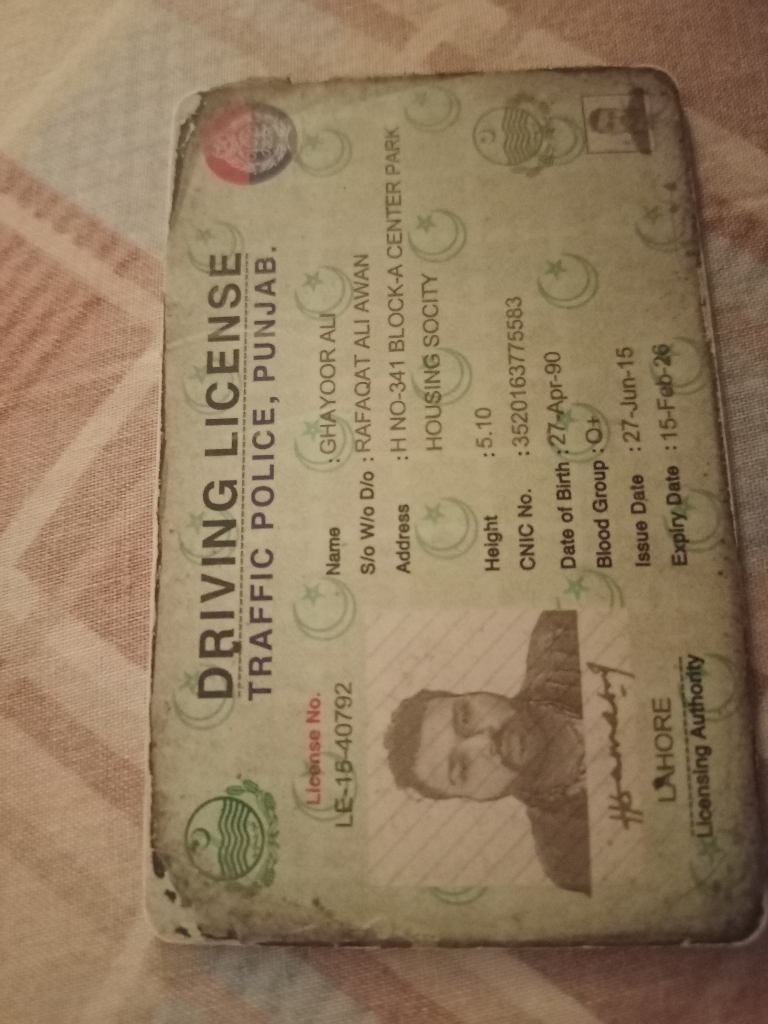 DRIVING LICENSE
TRAFFIC POLICE, PUNJAB.
License No.
LE-15-40792
Name : GHAYOOR ALI
S/o W/o D/o : RAFAQAT ALI AWAN
Address : H NO-341 BLOCK-A CENTER PARK
HOUSING SOCITY
Height : 5.10
CNIC No. : 3520163775583
Date of Birth : 27-Apr-90
Blood Group : O+
Issue Date : 27-Jun-15
Expiry Date : 15-Feb-26
LAHORE
Licensing Authority